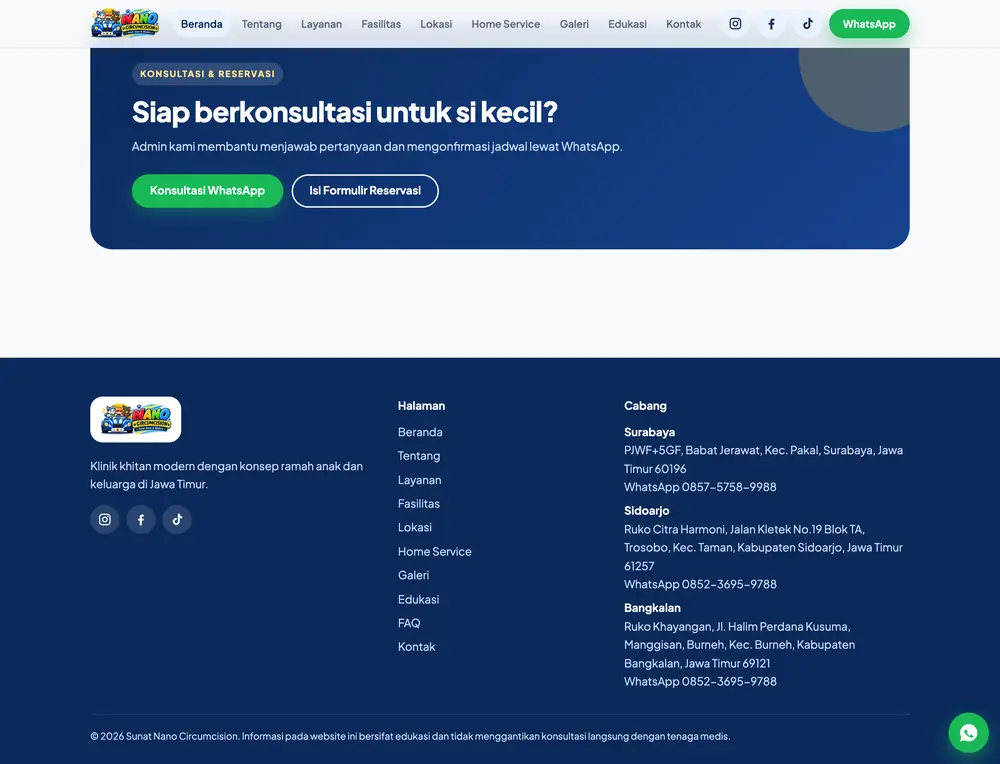 NANO
CIRCUMCISION
Beranda
Tentang
Layanan
Fasilitas
Lokasi
Home Service
Galeri
Edukasi
Kontak
WhatsApp
KONSULTASI & RESERVASI
Siap berkonsultasi untuk si kecil?
Admin kami membantu menjawab pertanyaan dan mengonfirmasi jadwal lewat WhatsApp.
Konsultasi WhatsApp
Isi Formulir Reservasi
NANO
CIRCUMCISION
Klinik khitan modern dengan konsep ramah anak dan
keluarga di Jawa Timur.
Halaman
Beranda
Tentang
Layanan
Fasilitas
Lokasi
Home Service
Galeri
Edukasi
FAQ
Kontak
Cabang
Surabaya
PJWF+5GF, Babat Jerawat, Kec. Pakal, Surabaya, Jawa
Timur 60196
WhatsApp 0857-5758-9988
Sidoarjo
Ruko Citra Harmoni, Jalan Kletek No.19 Blok TA,
Trosobo, Kec. Taman, Kabupaten Sidoarjo, Jawa Timur
61257
WhatsApp 0852-3695-9788
Bangkalan
Ruko Khayangan, Jl. Halim Perdana Kusuma,
Manggisan, Burneh, Kec. Burneh, Kabupaten
Bangkalan, Jawa Timur 69121
WhatsApp 0852-3695-9788
© 2026 Sunat Nano Circumcision. Informasi pada website ini bersifat edukasi dan tidak menggantikan konsultasi langsung dengan tenaga medis.